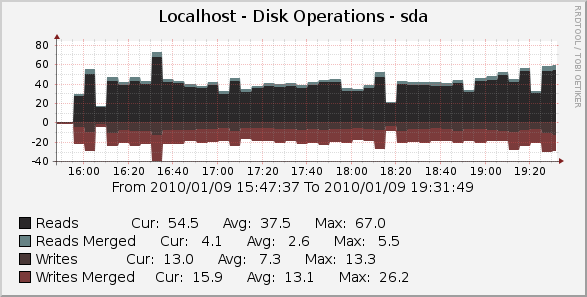 Localhost - Disk Operations - sda
RRDTOOL / TOBI OETIKER
80
60
40
20
0
-20
-40
16:00 16:20 16:40 17:00 17:20 17:40 18:00 18:20 18:40 19:00 19:20
From 2010/01/09 15:47:37 To 2010/01/09 19:31:49
Reads Cur: 54.5 Avg: 37.5 Max: 67.0
Reads Merged Cur: 4.1 Avg: 2.6 Max: 5.5
Writes Cur: 13.0 Avg: 7.3 Max: 13.3
Writes Merged Cur: 15.9 Avg: 13.1 Max: 26.2